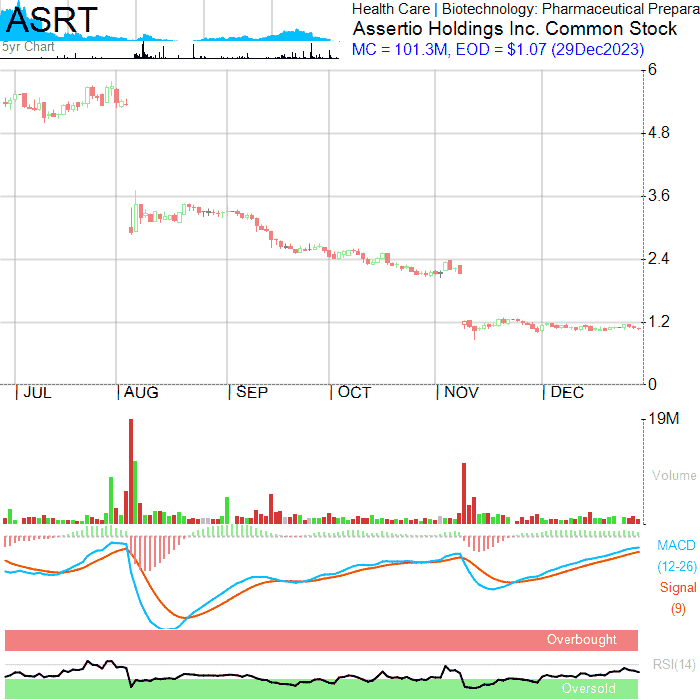 ASRT
5yr Chart
Health Care | Biotechnology: Pharmaceutical Prepara
Assertio Holdings Inc. Common Stock
MC = 101.3M, EOD = $1.07 (29Dec2023)
6
4.8
3.6
2.4
1.2
0
JUL AUG SEP OCT NOV DEC
19M
Volume
MACD
(12-26)
Signal
(9)
Overbought
RSI(14)
Oversold